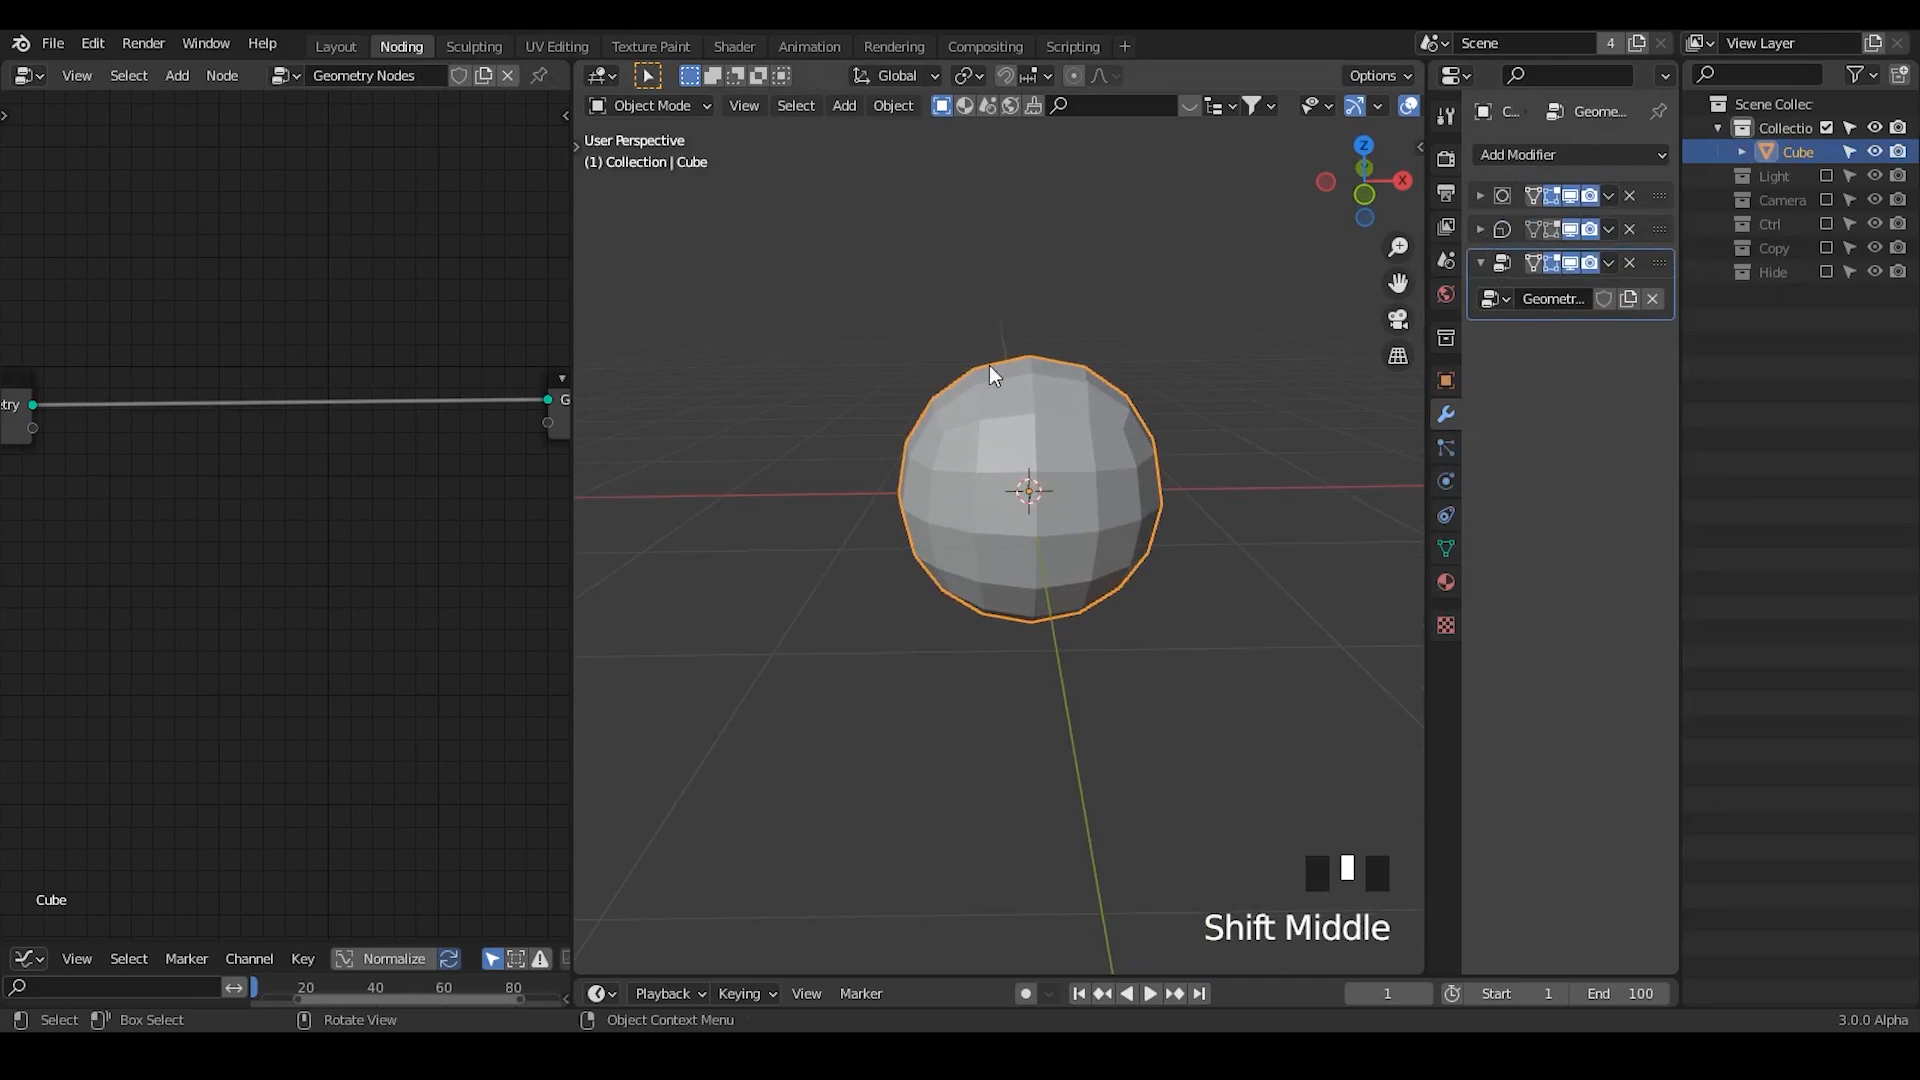 File Edit Render Window Help Layout Noding Sculpting UV Editing Texture Paint Shader Animation Rendering Compositing Scripting + Scene 4 View Layer
View Select Add Node Geometry Nodes Global Options
Object Mode View Select Add Object
User Perspective
(1) Collection | Cube
Z
X
C... Geome...
Add Modifier
Geometr...
Scene Collec
Collectio
Cube
Light
Camera
Ctrl
Copy
Hide
try
G
Cube
Shift Middle
View Select Marker Channel Key Normalize
20 40 60 80
Playback Keying View Marker 1 Start 1 End 100
Select Box Select Rotate View Object Context Menu 3.0.0 Alpha